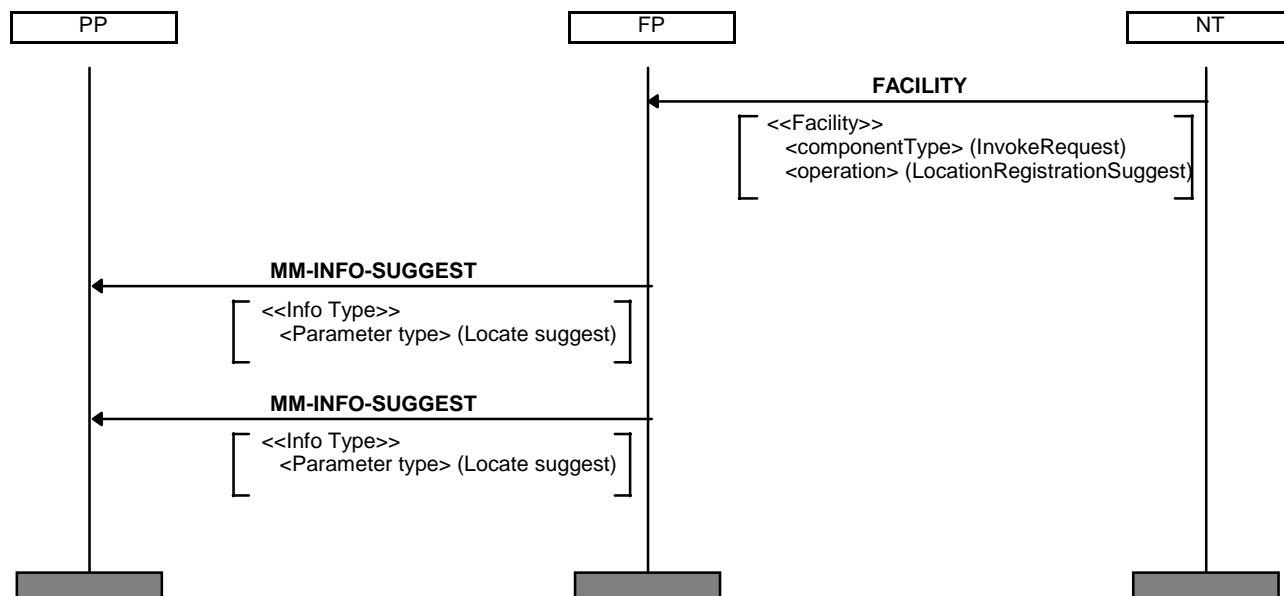 PP
FP
NT
FACILITY
<<Facility>>
<componentType> (InvokeRequest)
<operation> (LocationRegistrationSuggest)
MM-INFO-SUGGEST
<<Info Type>>
<Parameter type> (Locate suggest)
MM-INFO-SUGGEST
<<Info Type>>
<Parameter type> (Locate suggest)